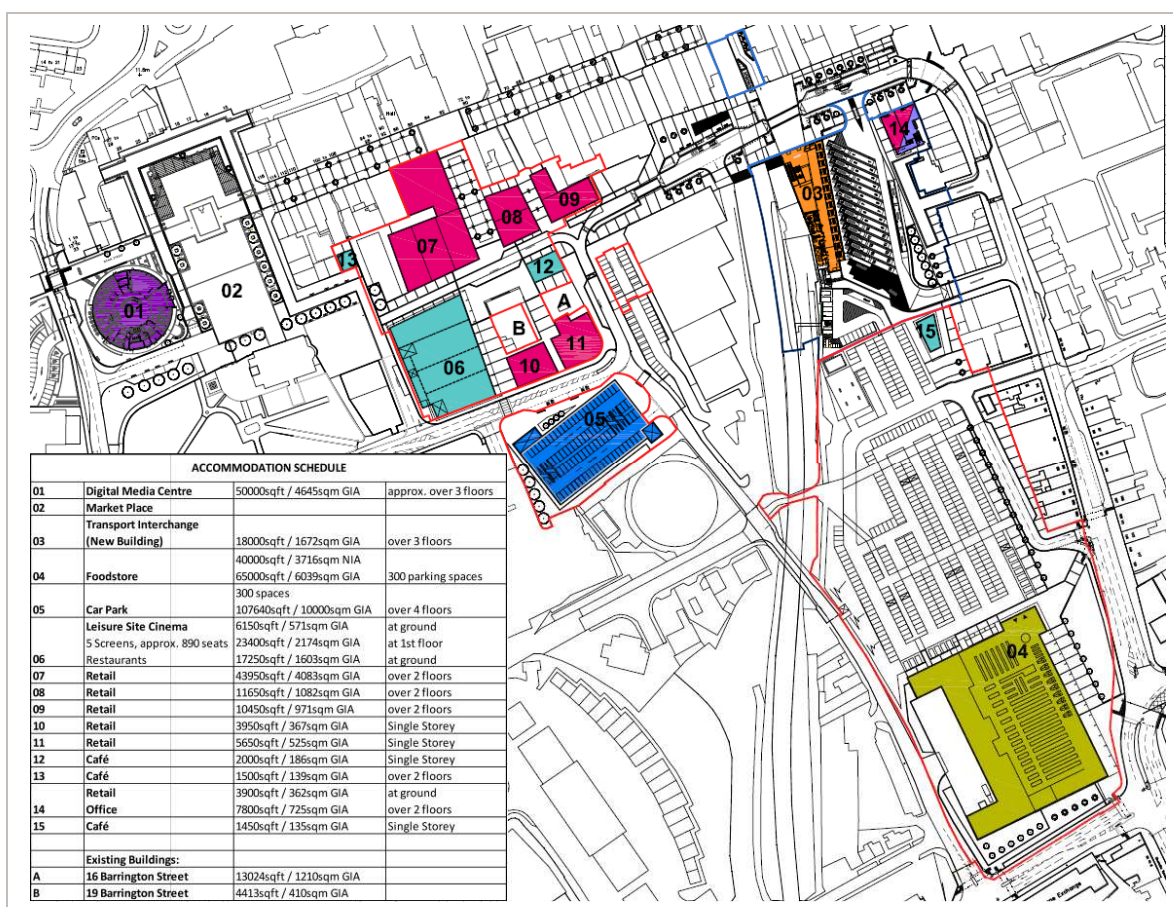 14
03
09
08
07
13
12
02
A
01
B
15
11
06
10
05
04
ACCOMMODATION SCHEDULE
01 Digital Media Centre 50000sqft / 4645sqm GIA approx. over 3 floors
02 Market Place
Transport Interchange
03 (New Building) 18000sqft / 1672sqm GIA over 3 floors
40000sqft / 3716sqm NIA
04 Foodstore 65000sqft / 6039sqm GIA 300 parking spaces
300 spaces
05 Car Park 107640sqft / 10000sqm GIA over 4 floors
Leisure Site Cinema 6150sqft / 571sqm GIA at ground
5 Screens, approx. 890 seats 23400sqft / 2174sqm GIA at 1st floor
06 Restaurants 17250sqft / 1603sqm GIA at ground
07 Retail 43950sqft / 4083sqm GIA over 2 floors
08 Retail 11650sqft / 1082sqm GIA over 2 floors
09 Retail 10450sqft / 971sqm GIA over 2 floors
10 Retail 3950sqft / 367sqm GIA Single Storey
11 Retail 5650sqft / 525sqm GIA Single Storey
12 Café 2000sqft / 186sqm GIA Single Storey
13 Café 1500sqft / 139sqm GIA over 2 floors
Retail 3900sqft / 362sqm GIA at ground
14 Office 7800sqft / 725sqm GIA over 2 floors
15 Café 1450sqft / 135sqm GIA Single Storey
Existing Buildings:
A 16 Barrington Street 13024sqft / 1210sqm GIA
B 19 Barrington Street 4413sqft / 410sqm GIA